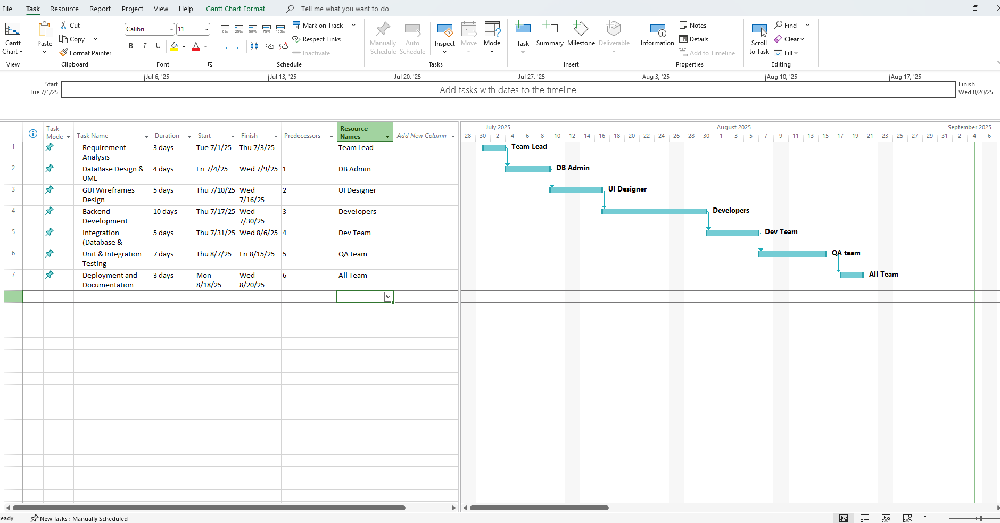 File Task Resource Report Project View Help Gantt Chart Format Tell me what you want to do
Gantt
Chart
View
Paste
Cut
Copy
Format Painter
Clipboard
Calibri 11
B I U A
Font
0% 25% 50% 75% 100%
Mark on Track
Respect Links
Inactivate
Schedule
Manually
Schedule
Auto
Schedule
Inspect
Move
Mode
Tasks
Task
Summary
Milestone
Deliverable
Insert
Information
Notes
Details
Add to Timeline
Properties
Scroll
to Task
Find
Clear
Fill
Editing
Jul 6, '25 Jul 13, '25 Jul 20, '25 Jul 27, '25 Aug 3, '25 Aug 10, '25 Aug 17, '25
Start
Tue 7/1/25
Add tasks with dates to the timeline
Finish
Wed 8/20/25
Task
Mode
Task Name
Duration
Start
Finish
Predecessors
Resource
Names
Add New Column
1 Requirement 3 days Tue 7/1/25 Thu 7/3/25 Team Lead
Analysis
2 DataBase Design & 4 days Fri 7/4/25 Wed 7/9/25 1 DB Admin
UML
3 GUI Wireframes 5 days Thu 7/10/25 Wed 2 UI Designer
Design 7/16/25
4 Backend 10 days Thu 7/17/25 Wed 3 Developers
Development 7/30/25
5 Integration 5 days Thu 7/31/25 Wed 8/6/25 4 Dev Team
(Database &
6 Unit & Integration 7 days Thu 8/7/25 Fri 8/15/25 5 QA team
Testing
7 Deployment and 3 days Mon Wed 6 All Team
Documentation 8/18/25 8/20/25
July 2025 August 2025 September 2025
28 30 2 4 6 8 10 12 14 16 18 20 22 24 26 28 30 1 3 5 7 9 11 13 15 17 19 21 23 25 27 29 31 2 4 6
Team Lead
DB Admin
UI Designer
Developers
Dev Team
QA team
All Team
eady New Tasks : Manually Scheduled